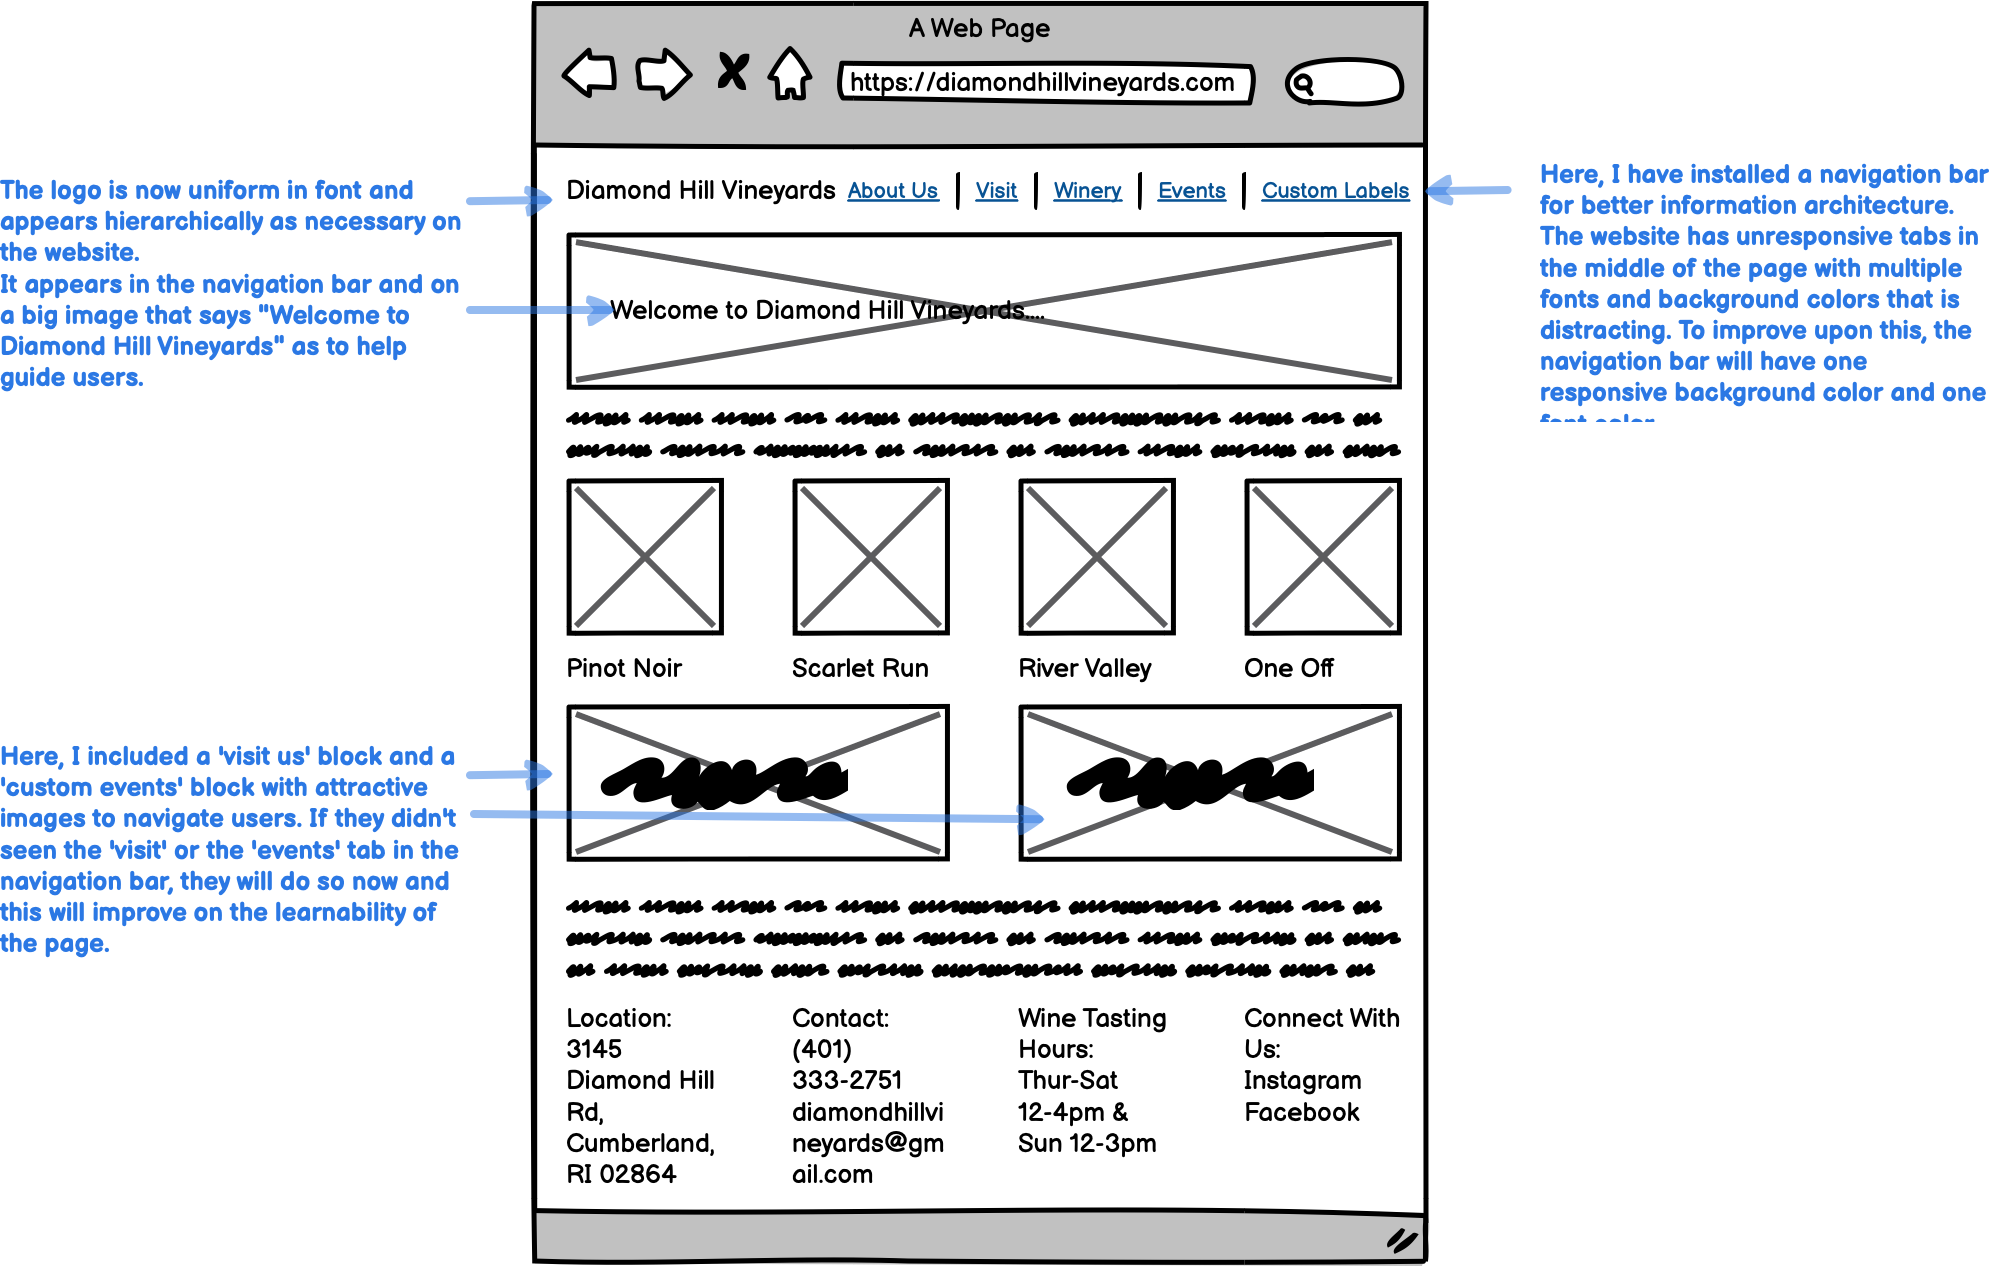 A Web Page
https://diamondhillvineyards.com
The logo is now uniform in font and
appears hierarchically as necessary on
the website.
It appears in the navigation bar and on
a big image that says "Welcome to
Diamond Hill Vineyards" as to help
guide users.
Diamond Hill Vineyards About Us Visit Winery Events Custom Labels
Here, I have installed a navigation bar
for better information architecture.
The website has unresponsive tabs in
the middle of the page with multiple
fonts and background colors that is
distracting. To improve upon this, the
navigation bar will have one
responsive background color and one
font color
Welcome to Diamond Hill Vineyards....
Pinot Noir
Scarlet Run
River Valley
One Off
Here, I included a 'visit us' block and a
'custom events' block with attractive
images to navigate users. If they didn't
seen the 'visit' or the 'events' tab in the
navigation bar, they will do so now and
this will improve on the learnability of
the page.
Location:
3145
Diamond Hill
Rd,
Cumberland,
RI 02864
Contact:
(401)
333-2751
diamondhillvi
neyards@gm
ail.com
Wine Tasting
Hours:
Thur-Sat
12-4pm &
Sun 12-3pm
Connect With
Us:
Instagram
Facebook